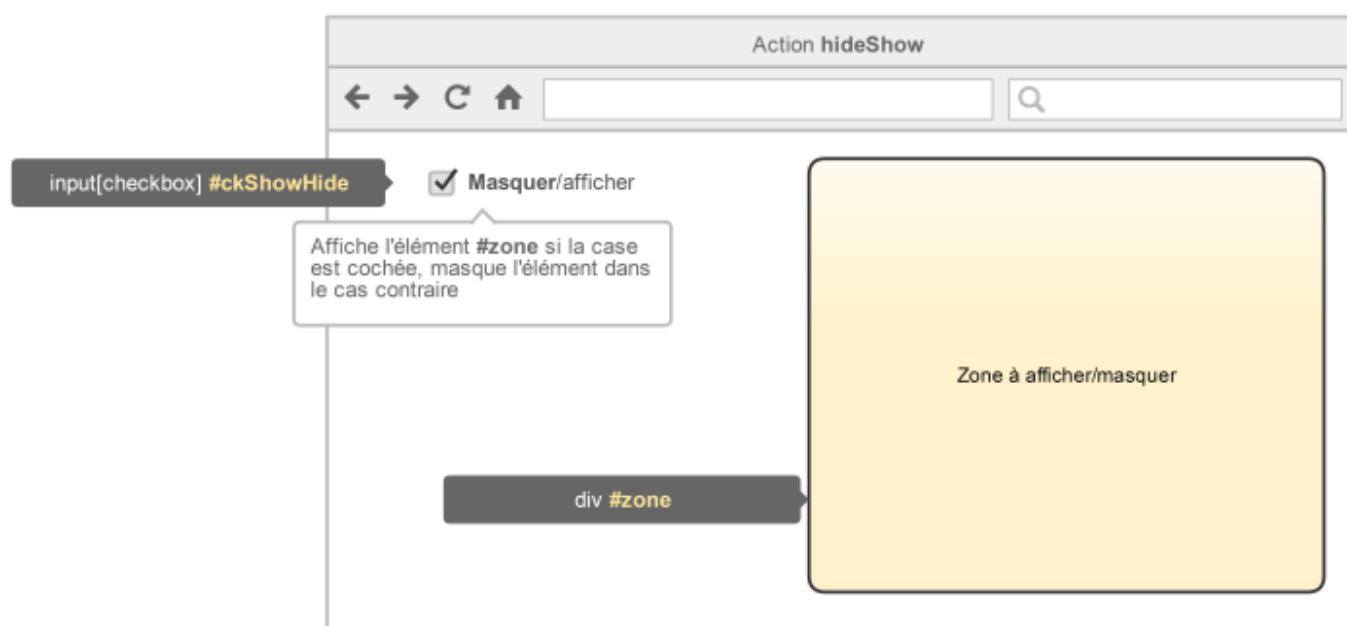 Action hideShow
input[checkbox] #ckShowHide
Masquer/afficher
Affiche l'élément #zone si la case
est cochée, masque l'élément dans
le cas contraire
Zone à afficher/masquer
div #zone